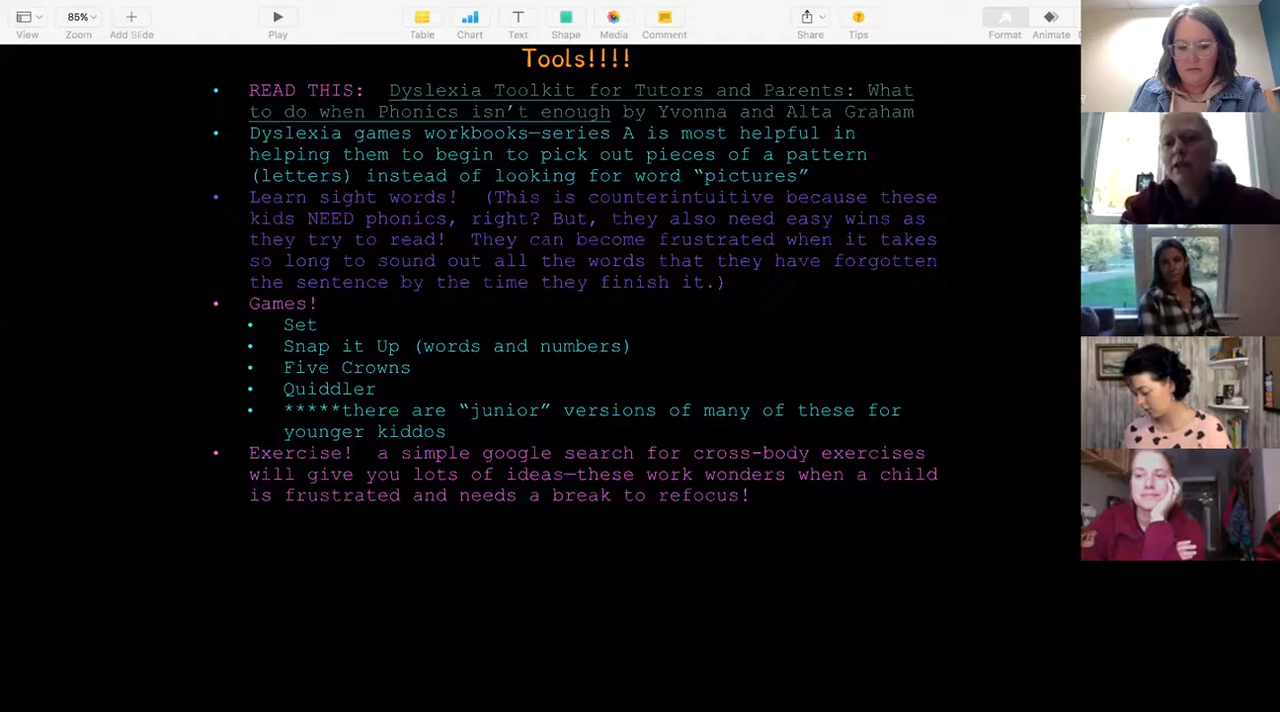 View
85%
Zoom
Add Slide
Play
Table
Chart
Text
Shape
Media
Comment
Share
Tips
Format
Animate
Tools!!!!
• READ THIS: Dyslexia Toolkit for Tutors and Parents: What
to do when Phonics isn’t enough by Yvonna and Alta Graham
• Dyslexia games workbooks—series A is most helpful in
helping them to begin to pick out pieces of a pattern
(letters) instead of looking for word “pictures”
• Learn sight words! (This is counterintuitive because these
kids NEED phonics, right? But, they also need easy wins as
they try to read! They can become frustrated when it takes
so long to sound out all the words that they have forgotten
the sentence by the time they finish it.)
• Games!
• Set
• Snap it Up (words and numbers)
• Five Crowns
• Quiddler
• *****there are “junior” versions of many of these for
younger kiddos
• Exercise! a simple google search for cross-body exercises
will give you lots of ideas—these work wonders when a child
is frustrated and needs a break to refocus!